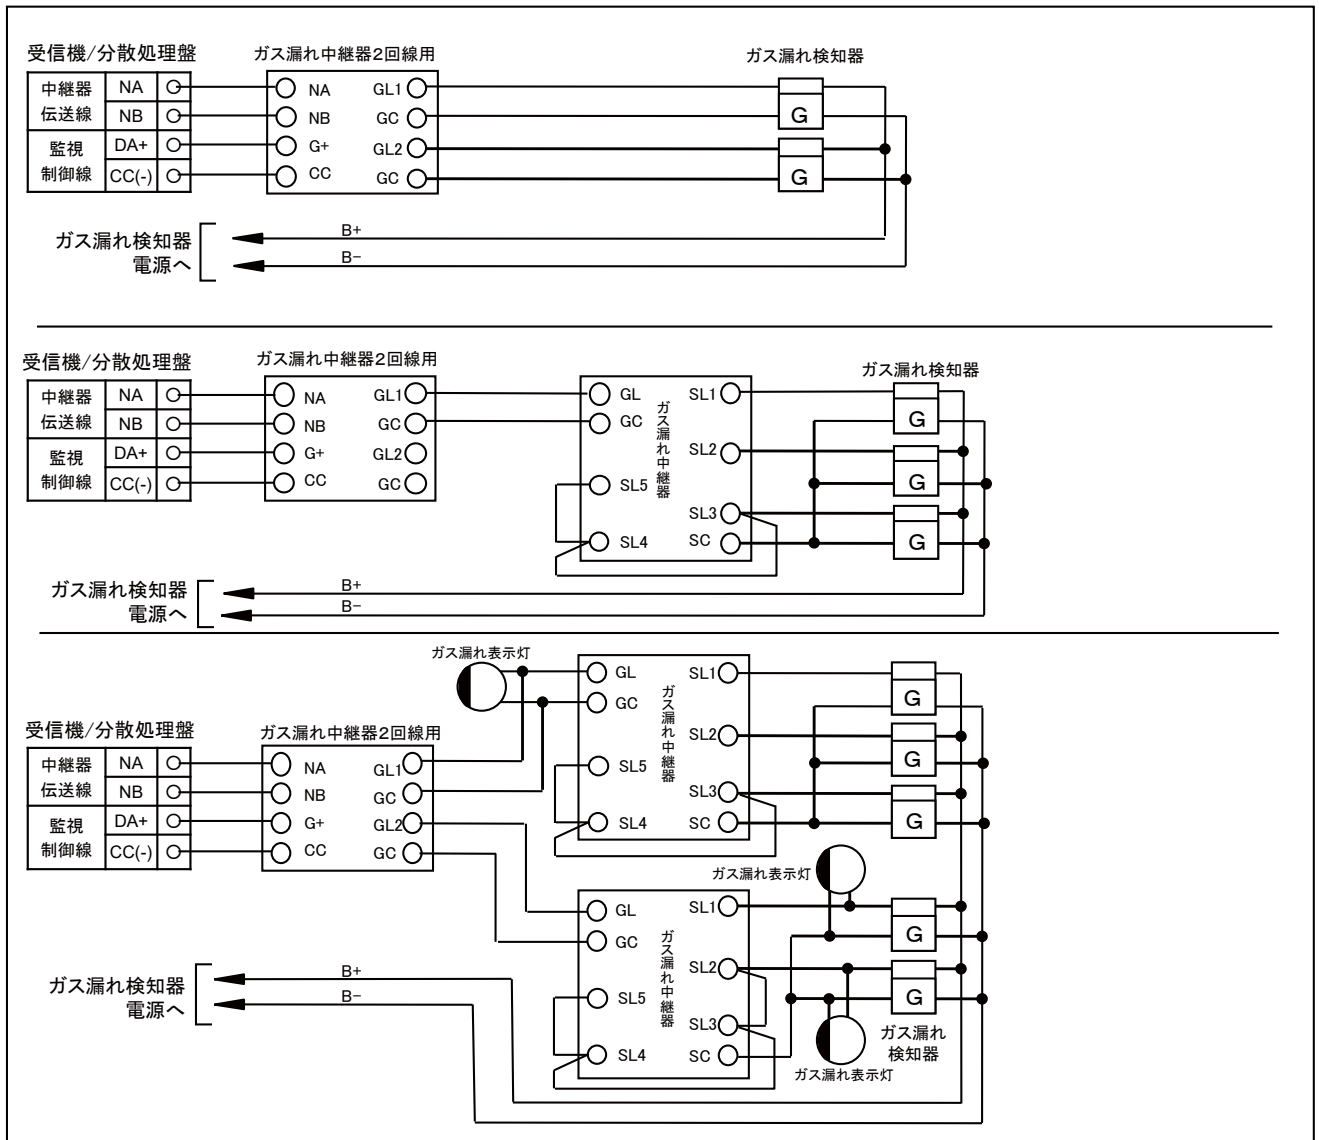 受信機/分散処理盤
ガス漏れ中継器2回線用
ガス漏れ検知器
中継器
伝送線
NA
NB
監視
制御線
DA+
CC(-)
NA
NB
G+
CC
GL1
GC
GL2
GC
G
G
ガス漏れ検知器
電源へ
B+
B-
受信機/分散処理盤
ガス漏れ中継器2回線用
ガス漏れ検知器
中継器
伝送線
NA
NB
監視
制御線
DA+
CC(-)
NA
NB
G+
CC
GL1
GC
GL2
GC
GL
GC
SL5
SL4
ガス漏れ中継器
SL1
SL2
SL3
SC
G
G
G
ガス漏れ検知器
電源へ
B+
B-
ガス漏れ表示灯
受信機/分散処理盤
ガス漏れ中継器2回線用
中継器
伝送線
NA
NB
監視
制御線
DA+
CC(-)
NA
NB
G+
CC
GL1
GC
GL2
GC
GL
GC
SL5
SL4
ガス漏れ中継器
SL1
SL2
SL3
SC
G
G
G
ガス漏れ表示灯
GL
GC
SL5
SL4
ガス漏れ中継器
SL1
SL2
SL3
SC
G
G
ガス漏れ
検知器
ガス漏れ表示灯
ガス漏れ検知器
電源へ
B+
B-